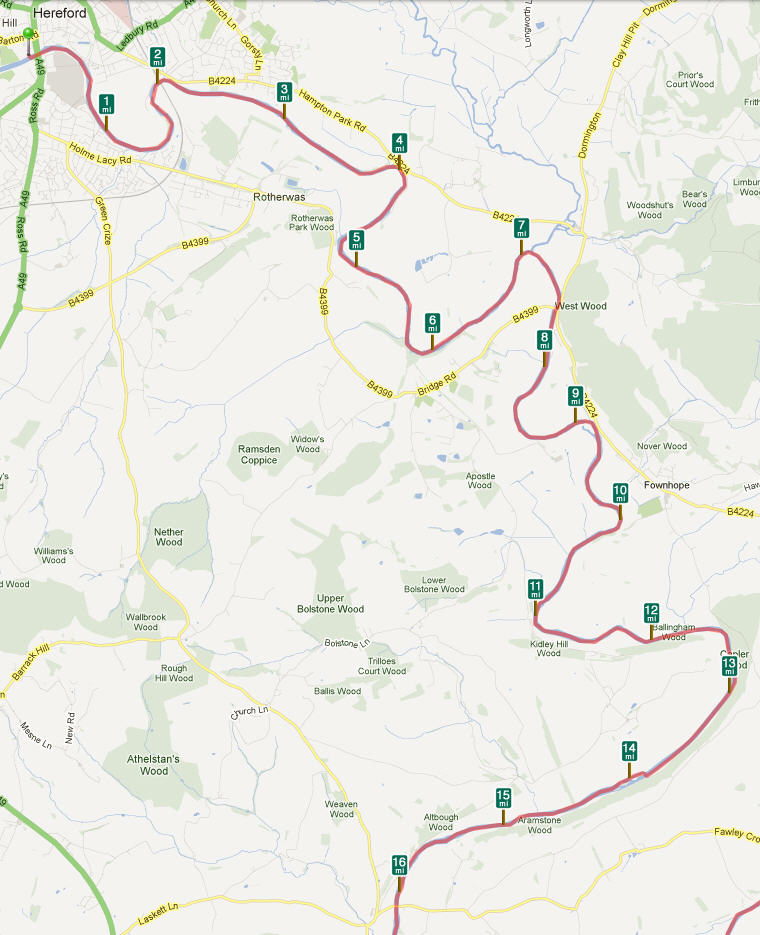 Hereford
Hill
Barton Rd
A49
Ross Rd
Ledbury Rd
Church Ln
Gorsty Ln
Longworth L
Dormin
Clay Hill Pit
Prior's
Court Wood
Frith
2
mi
B4224
3
mi
Hampton Park Rd
1
mi
Dormington
4
mi
B4224
Holme Lacy Rd
A49
Green Crize
Rotherwas
Rotherwas
Park Wood
Limbur
Wood
Bear's
Wood
Woodshut's
Wood
B422
7
mi
5
mi
Ross Rd
B4399
A49
B4399
B4399
West Wood
B4399
6
mi
8
mi
B4399
Bridge Rd
9
mi
B4224
Widow's
Wood
Ramsden
Coppice
Nover Wood
Apostle
Wood
Fownhope
Haw
10
mi
B4224
Nether
Wood
Williams's
Wood
d Wood
Lower
Bolstone Wood
11
mi
Upper
Bolstone Wood
12
mi
Ballingham
Wood
Wallbrook
Wood
Bolstone Ln
Kidley Hill
Wood
Capler
Wood
13
mi
Barrack Hill
Rough
Hill Wood
Trilloes
Court Wood
Ballis Wood
Mesne Ln
New Rd
Church Ln
14
mi
Athelstan's
Wood
15
mi
Weaven
Wood
Altbough
Wood
Aramstone
Wood
Fawley Cro
16
mi
Laskett Ln